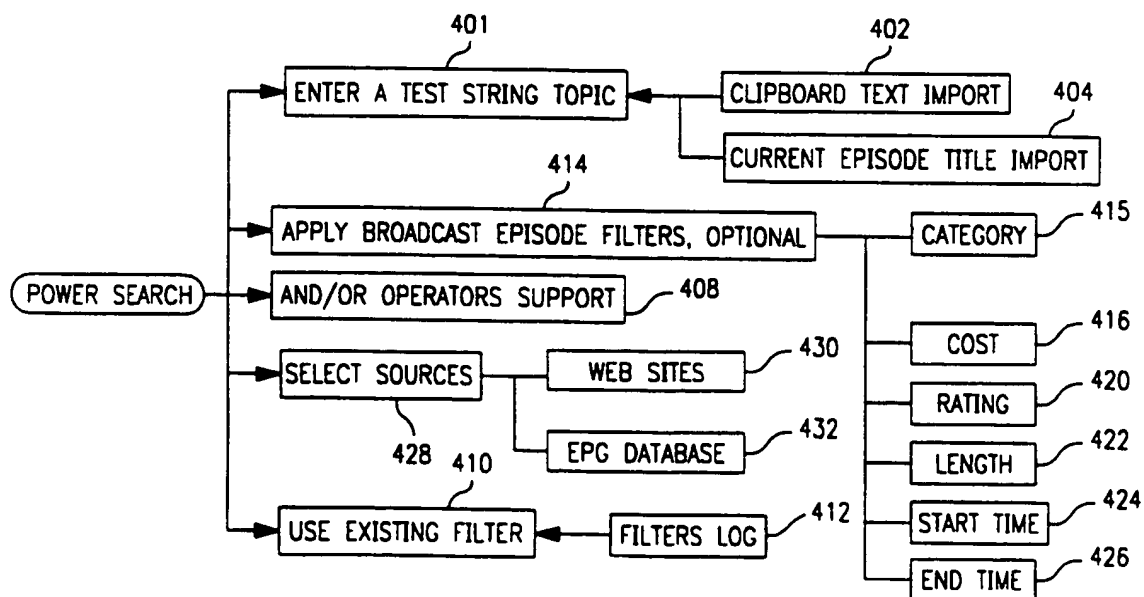 401
402
ENTER A TEST STRING TOPIC
CLIPBOARD TEXT IMPORT
404
CURRENT EPISODE TITLE IMPORT
414
415
APPLY BROADCAST EPISODE FILTERS, OPTIONAL
CATEGORY
POWER SEARCH
AND/OR OPERATORS SUPPORT
408
COST
416
SELECT SOURCES
WEB SITES
430
RATING
420
428
EPG DATABASE
432
LENGTH
422
410
USE EXISTING FILTER
FILTERS LOG
412
START TIME
424
END TIME
426